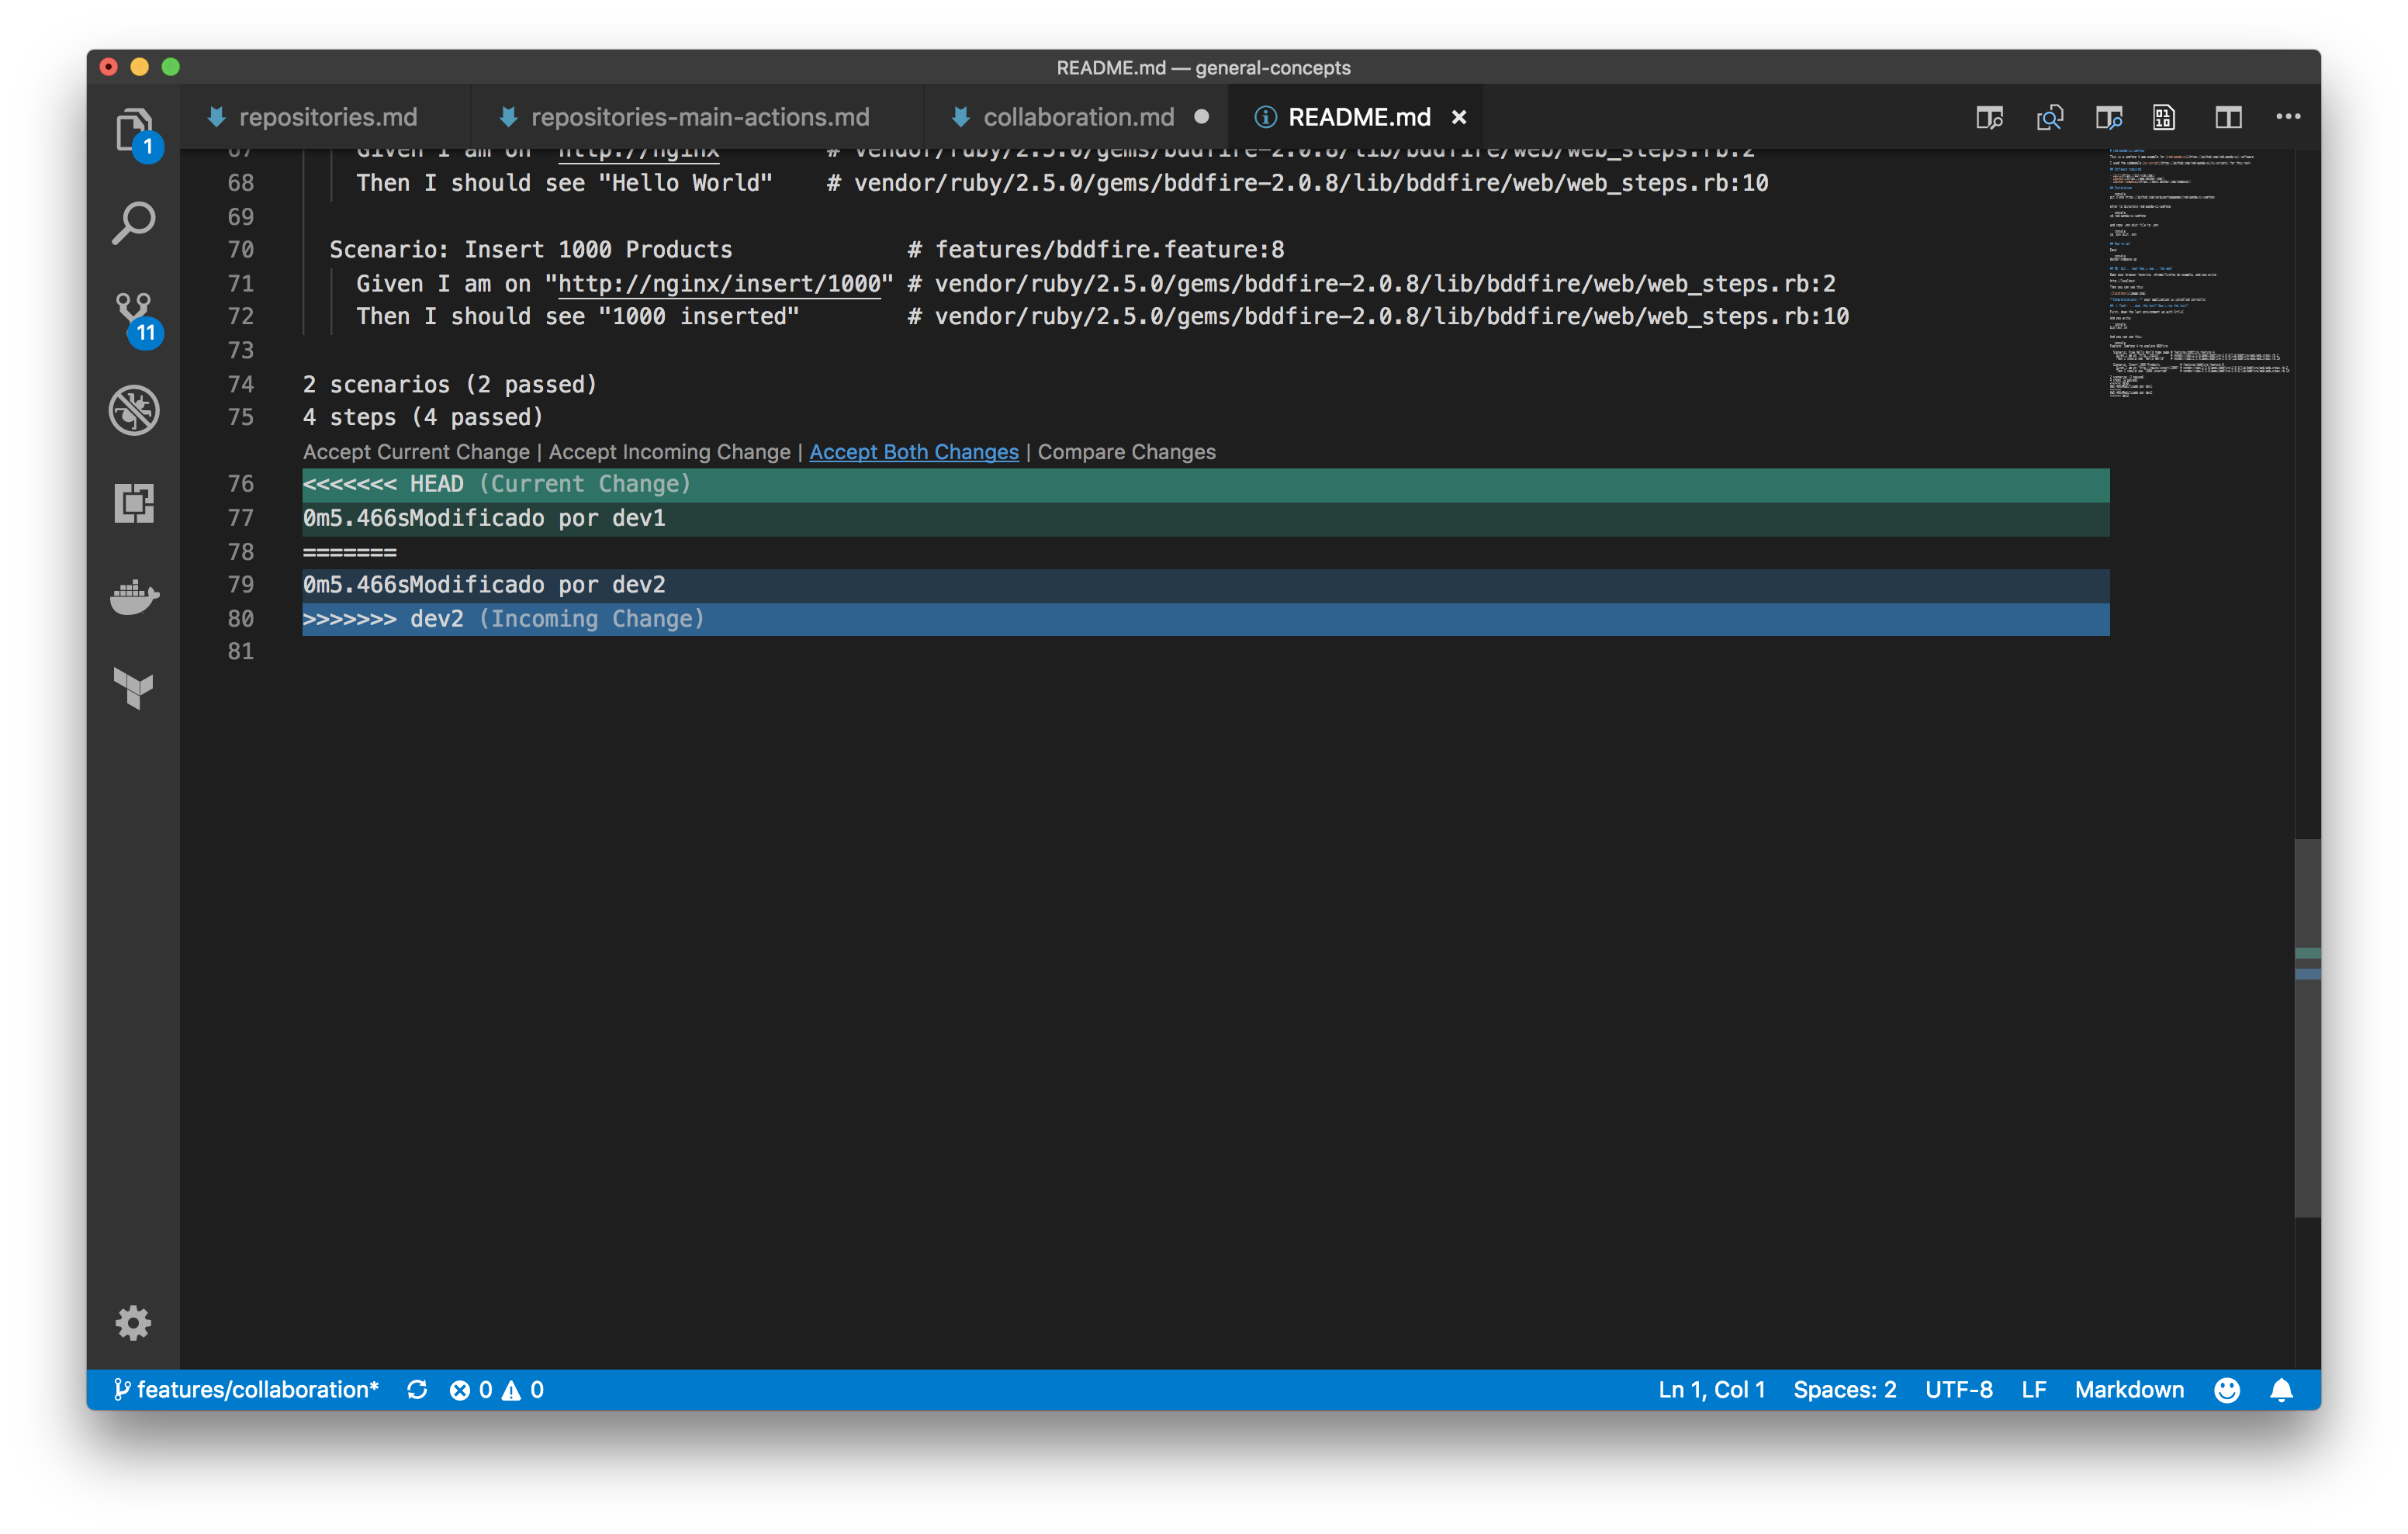 README.md — general-concepts
repositories.md
repositories-main-actions.md
collaboration.md
README.md
1
11
67 Given I am on "http://nginx" # vendor/ruby/2.5.0/gems/bddfire-2.0.8/lib/bddfire/web/web_steps.rb:2
68 Then I should see "Hello World" # vendor/ruby/2.5.0/gems/bddfire-2.0.8/lib/bddfire/web/web_steps.rb:10
69
70 Scenario: Insert 1000 Products # features/bddfire.feature:8
71 Given I am on "http://nginx/insert/1000" # vendor/ruby/2.5.0/gems/bddfire-2.0.8/lib/bddfire/web/web_steps.rb:2
72 Then I should see "1000 inserted" # vendor/ruby/2.5.0/gems/bddfire-2.0.8/lib/bddfire/web/web_steps.rb:10
73
74 2 scenarios (2 passed)
75 4 steps (4 passed)
Accept Current Change | Accept Incoming Change | Accept Both Changes | Compare Changes
76 <<<<<<< HEAD (Current Change)
77 0m5.466sModificado por dev1
78 =======
79 0m5.466sModificado por dev2
80 >>>>>>> dev2 (Incoming Change)
81
features/collaboration* 0 0 Ln 1, Col 1 Spaces: 2 UTF-8 LF Markdown